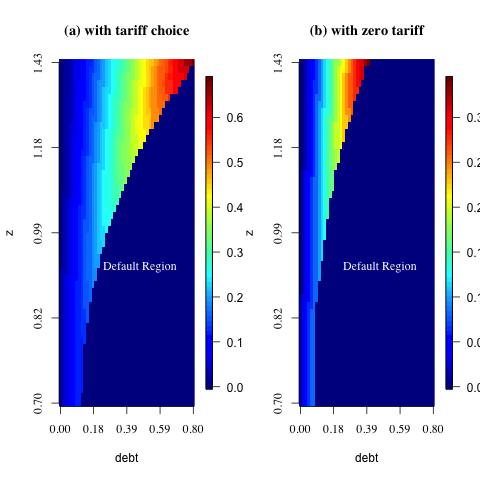 (a) with tariff choice
(b) with zero tariff
1.43
1.18
0.99
0.82
0.70
z
0.00 0.18 0.39 0.59 0.80
debt
Default Region
0.6
0.5
0.4
0.3
0.2
0.1
0.0
1.43
1.18
0.99
0.82
0.70
z
0.00 0.18 0.39 0.59 0.80
debt
Default Region